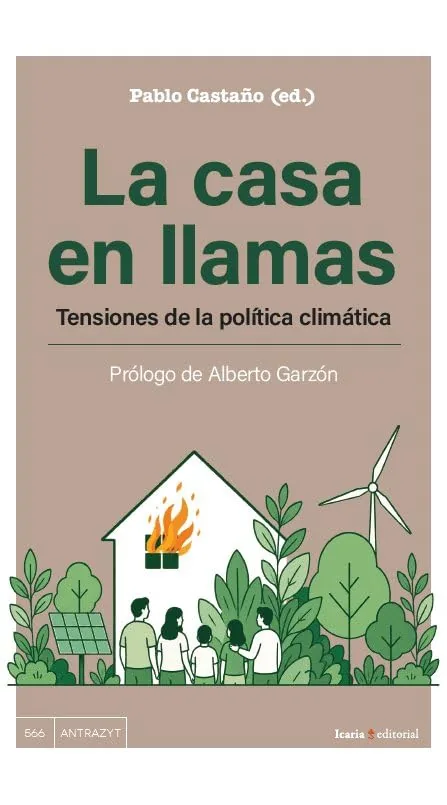 Pablo Castaño (ed.)
La casa
en llamas
Tensiones de la política climática
Prólogo de Alberto Garzón
566 ANTRAZYT
Icaria editorial